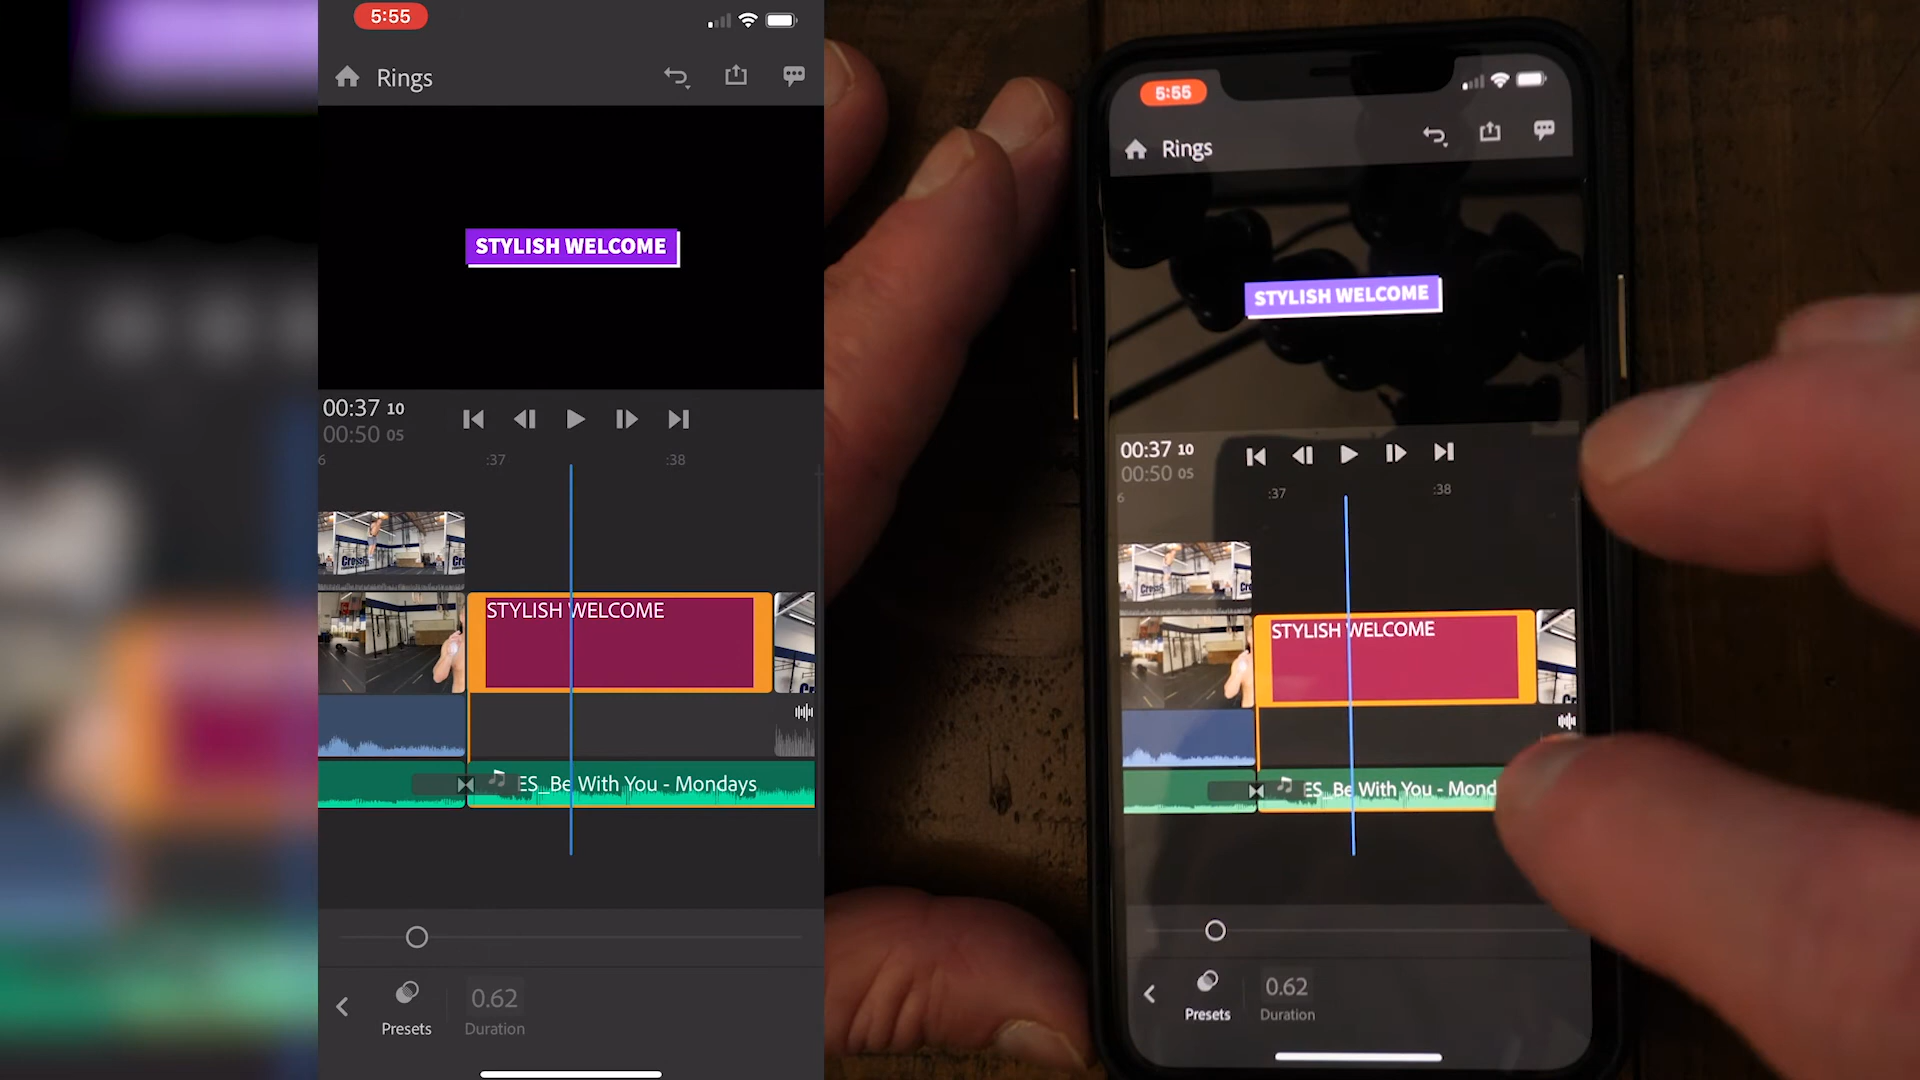 5:55
Rings
STYLISH WELCOME
00:37 10
00:50 05
6 :37 :38
CrossFit
STYLISH WELCOME
ES_Be With You - Mondays
0.62
Presets Duration
5:55
Rings
STYLISH WELCOME
00:37 10
00:50 05
6 :37 :38
STYLISH WELCOME
ES_Be With You - Mond
0.62
Presets Duration